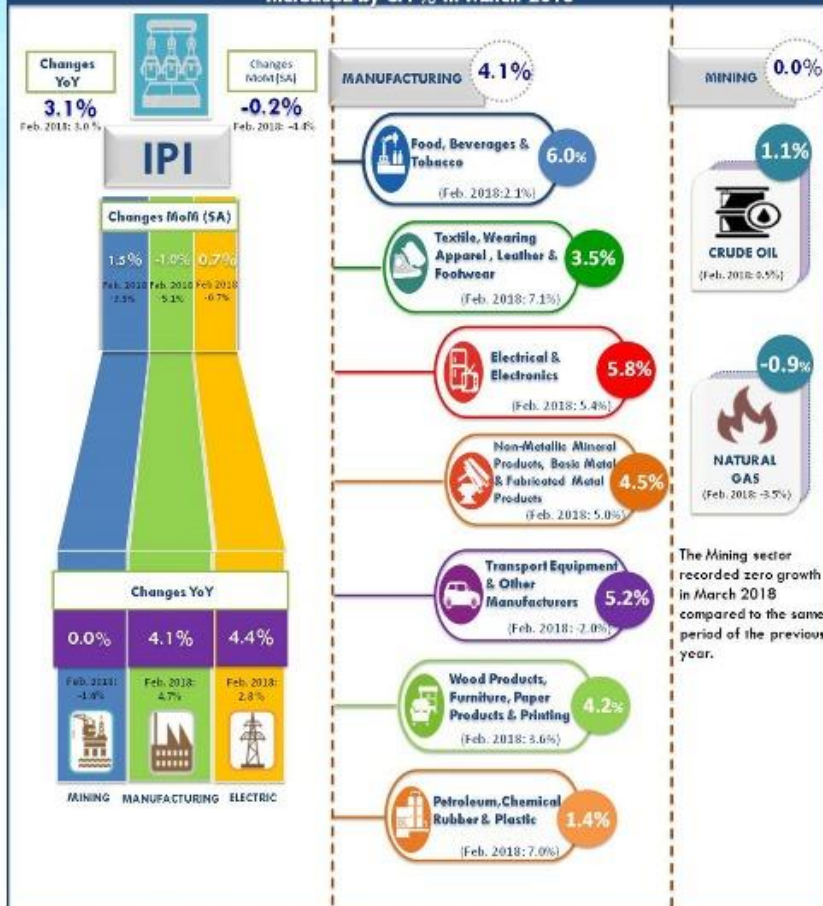 Changes
YoY
3.1%
Feb. 2018: 3.0 %
Changes
MoM (SA)
-0.2%
Feb. 2018: -4.4%
IPI
Changes MoM (SA)
1.5% -1.0% 0.7%
Feb. 2018 Feb. 2018 Feb 2018
-5.1% -0.7%
Changes YoY
0.0% 4.1% 4.4%
Feb. 2018: Feb. 2018: Feb. 2018:
4.7% 2.8%
MINING MANUFACTURING ELECTRIC
MANUFACTURING 4.1%
Food, Beverages &
Tobacco
6.0%
(Feb. 2018:2.1%)
Textile, Wearing
Apparel , Leather &
Footwear
3.5%
(Feb. 2018: 7.1%)
Electrical &
Electronics
5.8%
(Feb. 2018: 5.4%)
Non-Metallic Mineral
Products, Basic Metal
& Fabricated Metal
Products
4.5%
(Feb. 2018: 5.0%)
Transport Equipment
& Other
Manufacturers
5.2%
(Feb. 2018: -2.0%)
Wood Products,
Furniture, Paper
Products & Printing
4.2%
(Feb. 2018: 3.6%)
Petroleum,Chemical
Rubber & Plastic
1.4%
(Feb. 2018: 7.0%)
MINING 0.0%
1.1%
CRUDE OIL
(Feb. 2018: 0.5%)
-0.9%
NATURAL
GAS
(Feb. 2018: -3.5%)
The Mining sector
recorded zero growth
in March 2018
compared to the same
period of the previous
year.